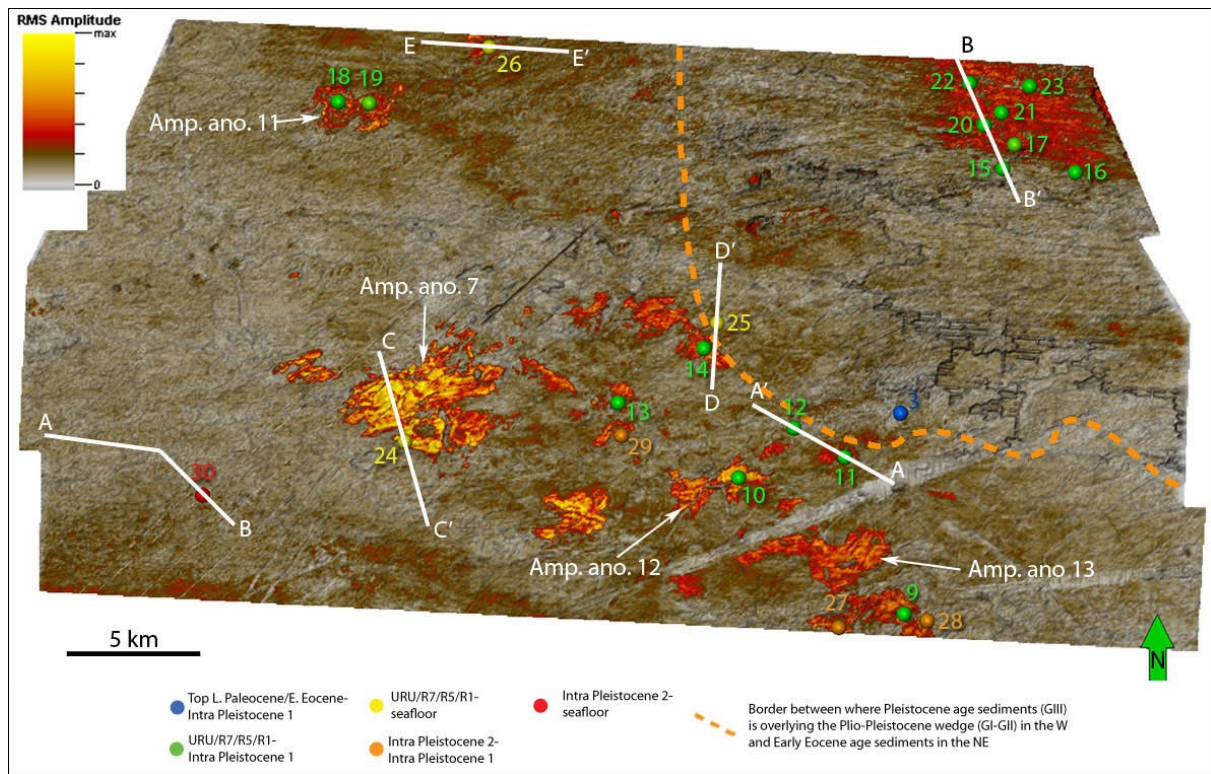 RMS Amplitude
max
0
E
E'
26
B
22
23
18
19
21
20
17
Amp. ano. 11
15
16
B'
D'
Amp. ano. 7
25
C
14
D
A'
3
13
12
A
29
24
11
10
30
A
B
C'
Amp. ano. 12
Amp. ano 13
9
27
28
5 km
N
Top L. Paleocene/E. Eocene-
Intra Pleistocene 1
URU/R7/R5/R1-
seafloor
Intra Pleistocene 2-
seafloor
URU/R7/R5/R1-
Intra Pleistocene 1
Intra Pleistocene 2-
Intra Pleistocene 1
Border between where Pleistocene age sediments (GIII)
is overlying the Plio-Pleistocene wedge (GI-GII) in the W
and Early Eocene age sediments in the NE